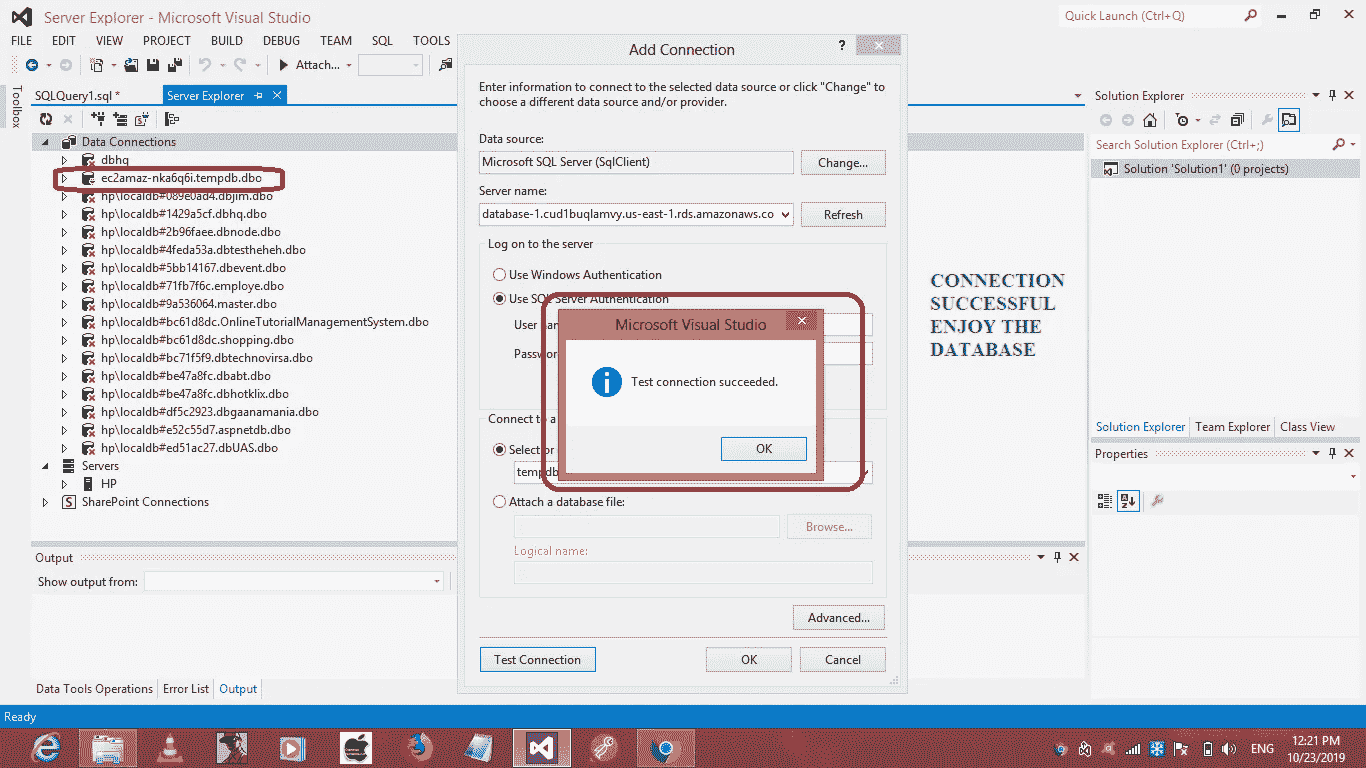 Server Explorer - Microsoft Visual Studio
Quick Launch (Ctrl+Q)
FILE EDIT VIEW PROJECT BUILD DEBUG TEAM SQL TOOLS
Attach...
Toolbox
SQLQuery1.sql*
Server Explorer
Data Connections
dbhq
ec2amaz-nka6q6i.tempdb.dbo
hp\localdb#089e0ad4.dbjim.dbo
hp\localdb#1429a5cf.dbhq.dbo
hp\localdb#2b96faee.dbnode.dbo
hp\localdb#4feda53a.dbtestheheh.dbo
hp\localdb#5bb14167.dbevent.dbo
hp\localdb#71fb7f6c.employe.dbo
hp\localdb#9a536064.master.dbo
hp\localdb#bc61d8dc.OnlineTutorialManagementSystem.dbo
hp\localdb#bc61d8dc.shopping.dbo
hp\localdb#bc71f5f9.dbtechnovirsa.dbo
hp\localdb#be47a8fc.dbabt.dbo
hp\localdb#be47a8fc.dbhotklix.dbo
hp\localdb#df5c2923.dbgaanamania.dbo
hp\localdb#e52c55d7.aspnetdb.dbo
hp\localdb#ed51ac27.dbUAS.dbo
Servers
HP
SharePoint Connections
Output
Show output from:
Data Tools Operations Error List Output
Ready
Add Connection
?
Enter information to connect to the selected data source or click "Change" to
choose a different data source and/or provider.
Data source:
Microsoft SQL Server (SqlClient)
Change...
Server name:
database-1.cud1buqlamvy.us-east-1.rds.amazonaws.co
Refresh
Log on to the server
Use Windows Authentication
Use SQL Server Authentication
User
Microsoft Visual Studio
Test connection succeeded.
OK
Connect to a
tempdb
Attach a database file:
Browse...
Logical name:
Advanced...
Test Connection
OK
Cancel
CONNECTION
SUCCESSFUL
ENJOY THE
DATABASE
Solution Explorer
Search Solution Explorer (Ctrl+;)
Solution 'Solution1' (0 projects)
Solution Explorer Team Explorer Class View
Properties
ENG
12:21 PM
10/23/2019